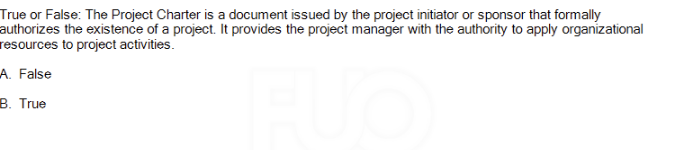 True or False: The Project Charter is a document issued by the project initiator or sponsor that formally
authorizes the existence of a project. It provides the project manager with the authority to apply organizational
resources to project activities.
A. False
B. True
FUO